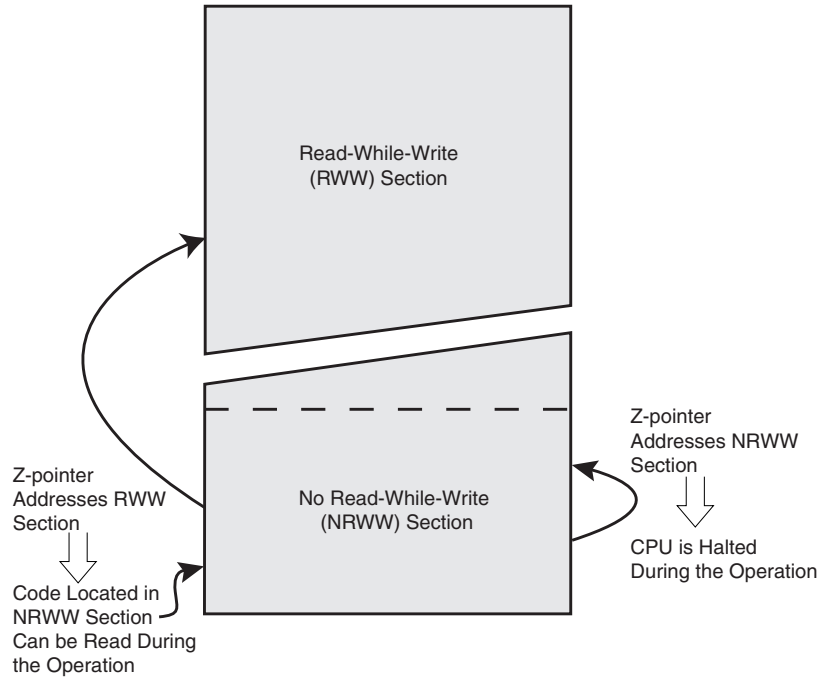 Read-While-Write
(RWW) Section
Z-pointer
Addresses NRWW
Section
Z-pointer
Addresses RWW
Section
No Read-While-Write
(NRWW) Section
CPU is Halted
During the Operation
Code Located in
NRWW Section
Can be Read During
the Operation